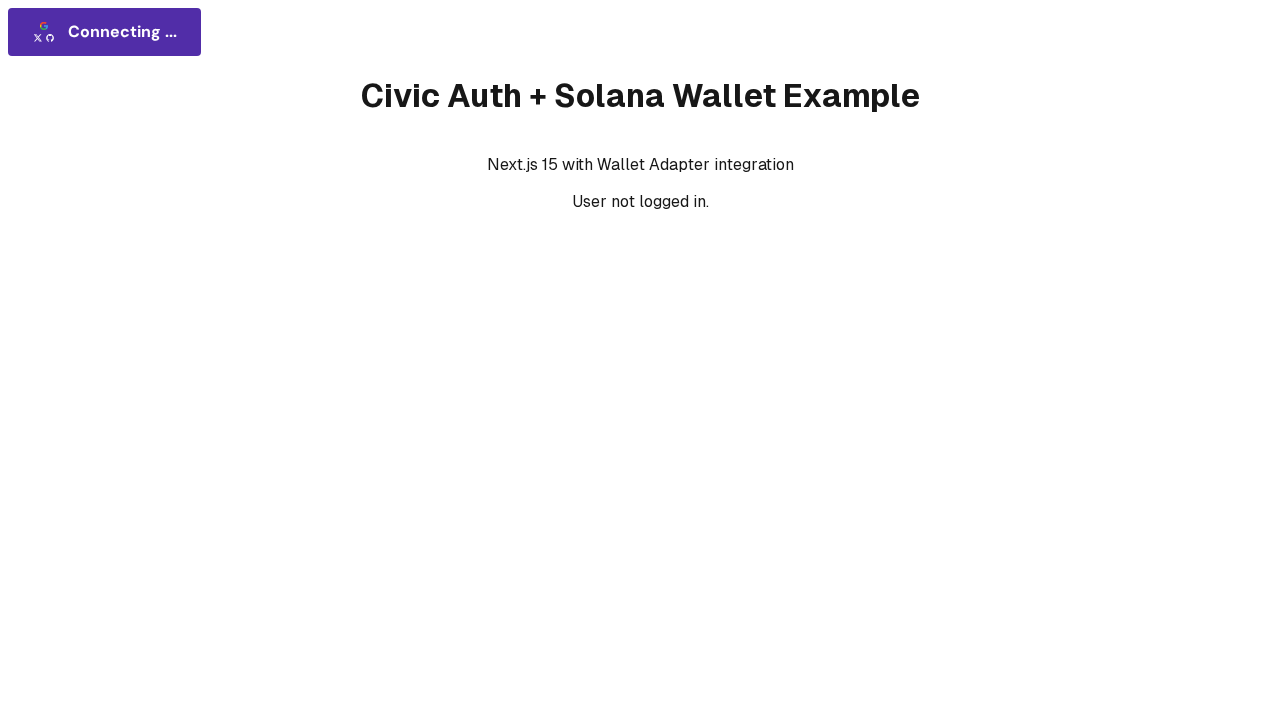 Connecting ...
Civic Auth + Solana Wallet Example
Next.js 15 with Wallet Adapter integration
User not logged in.